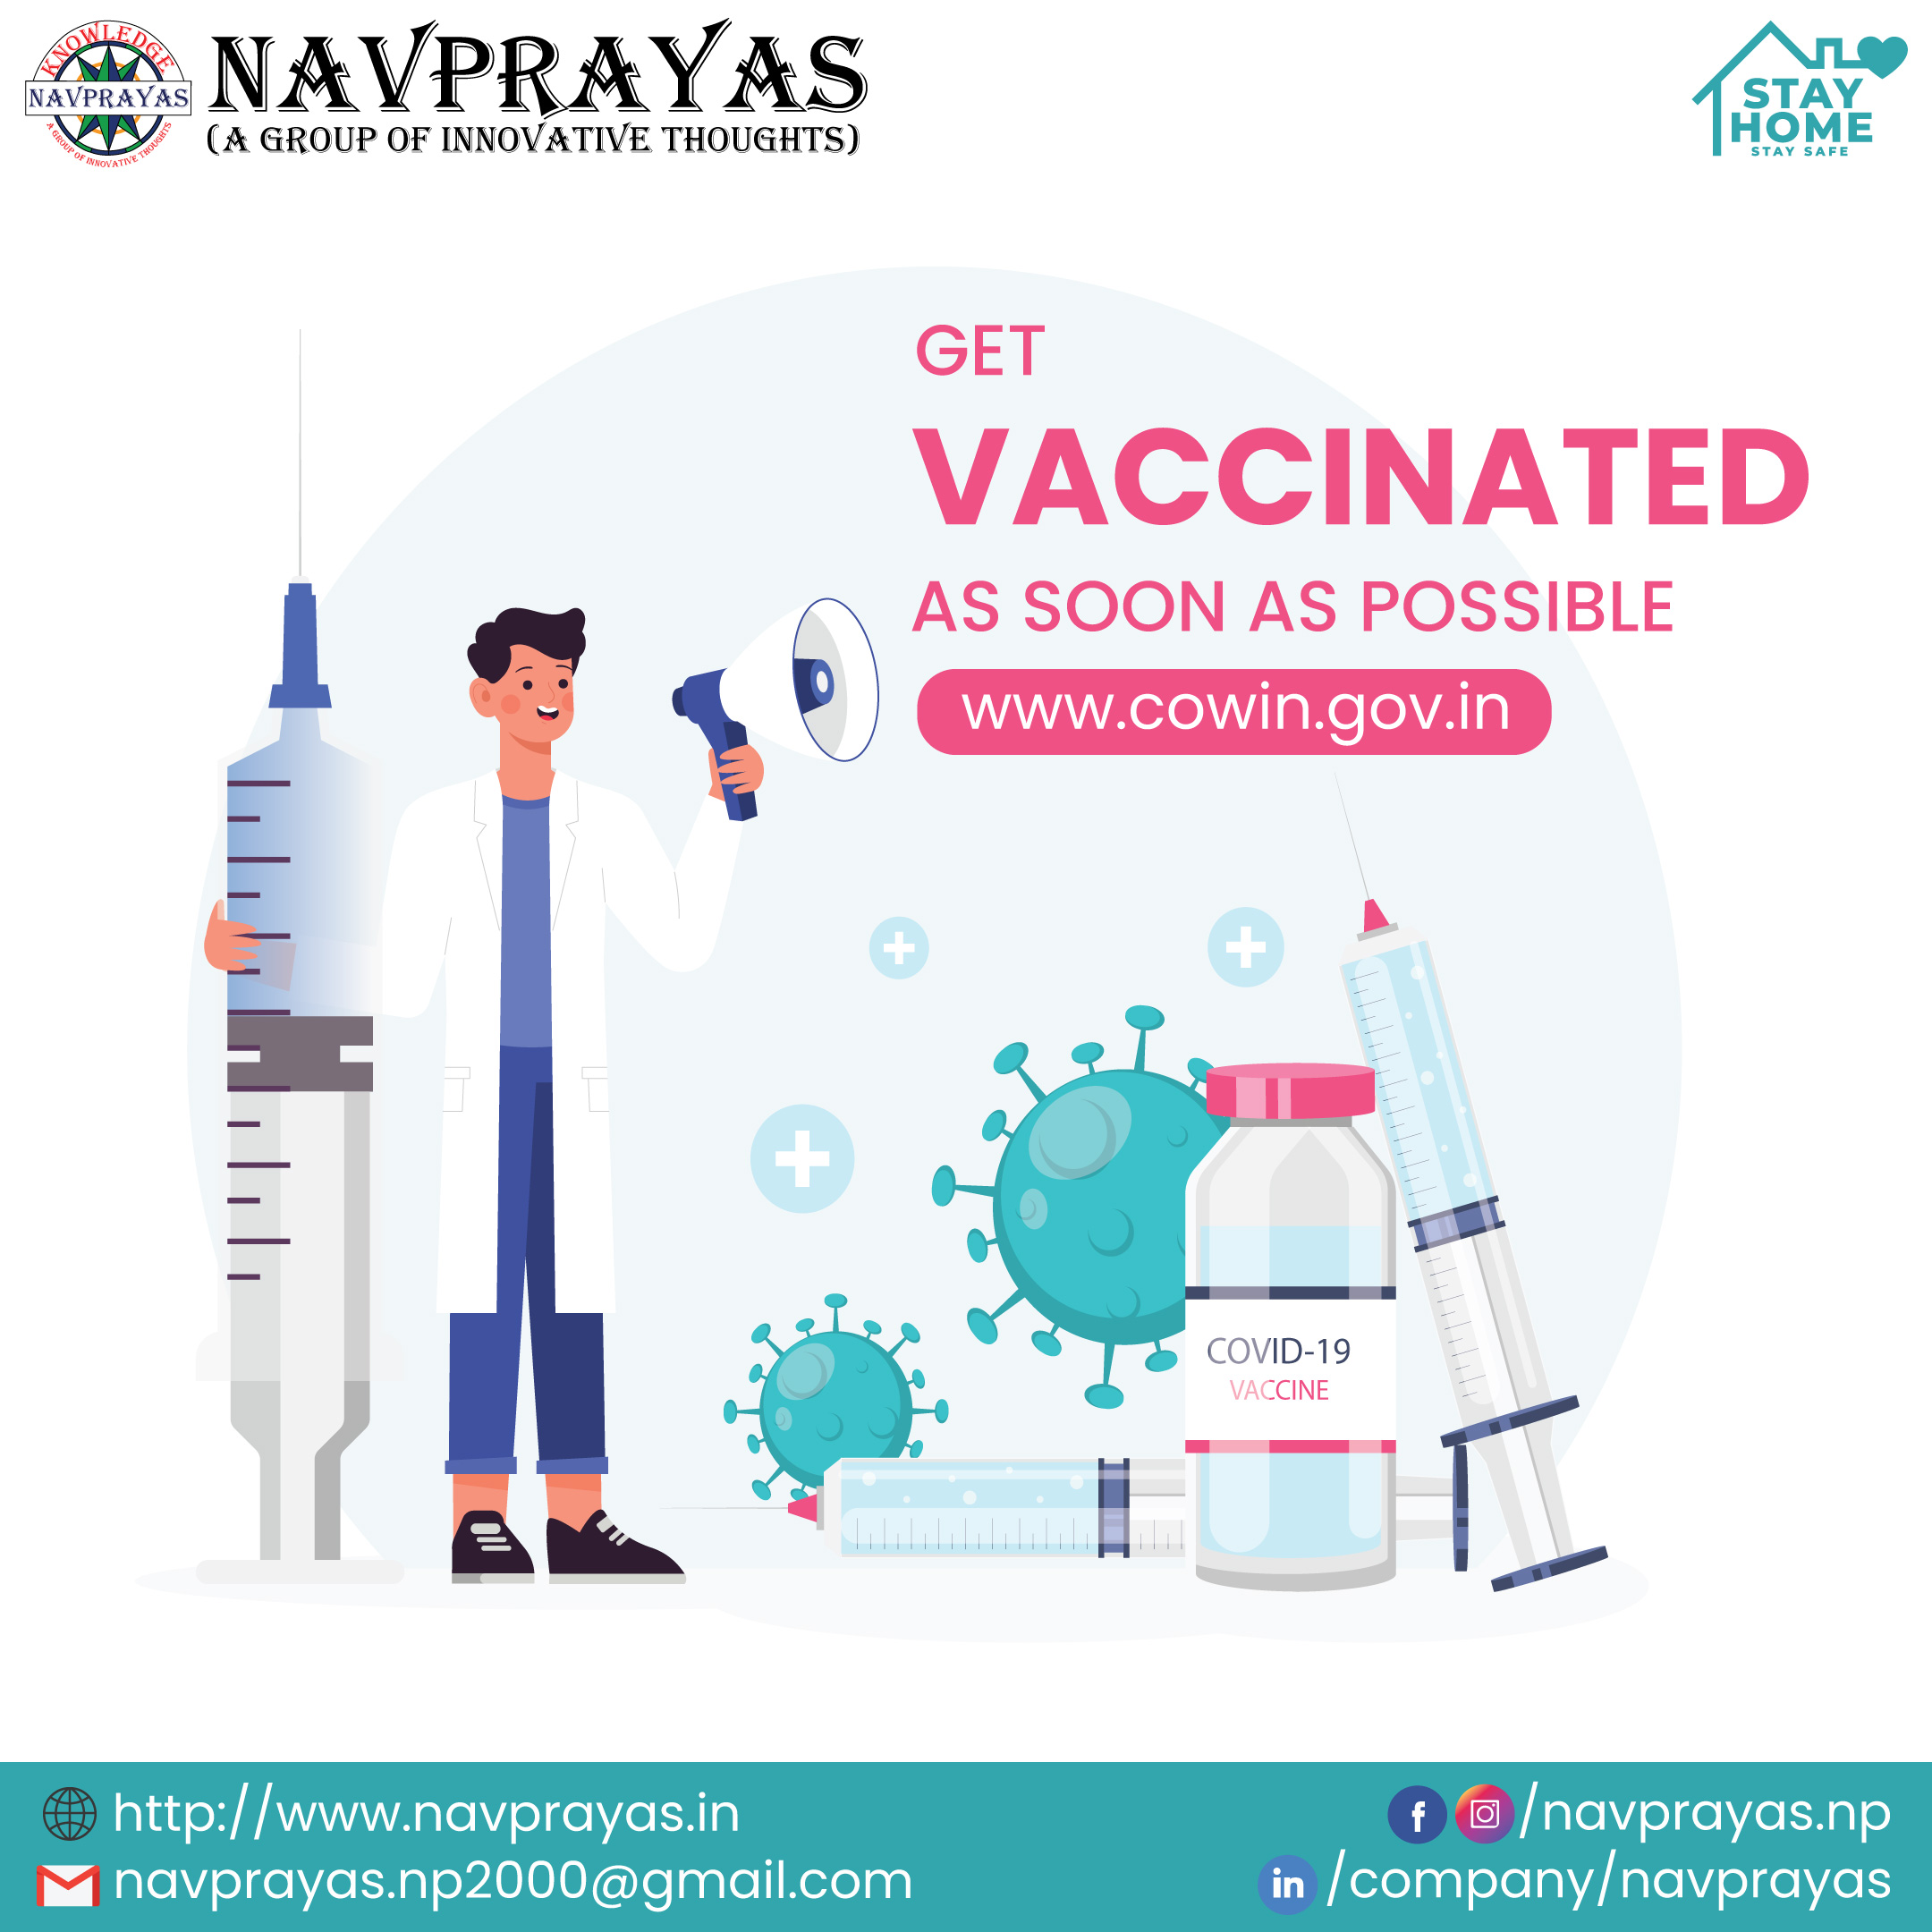 KNOWLEDGE
NAVPRAYAS
A GROUP OF INNOVATIVE THOUGHTS
NAVPRAYAS
(A GROUP OF INNOVATIVE THOUGHTS)
STAY
HOME
STAY SAFE
GET
VACCINATED
AS SOON AS POSSIBLE
www.cowin.gov.in
COVID-19
VACCINE
http://www.navprayas.in
navprayas.np2000@gmail.com
f /navprayas.np
in /company/navprayas